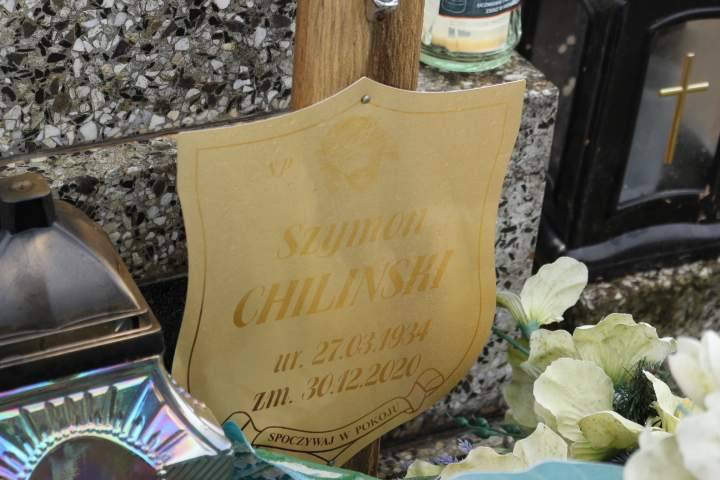 ŚP
Szymon
CHILINSKI
ur. 27.03.1934
zm. 30.12.2020
SPOCZYWAJ W POKOJU